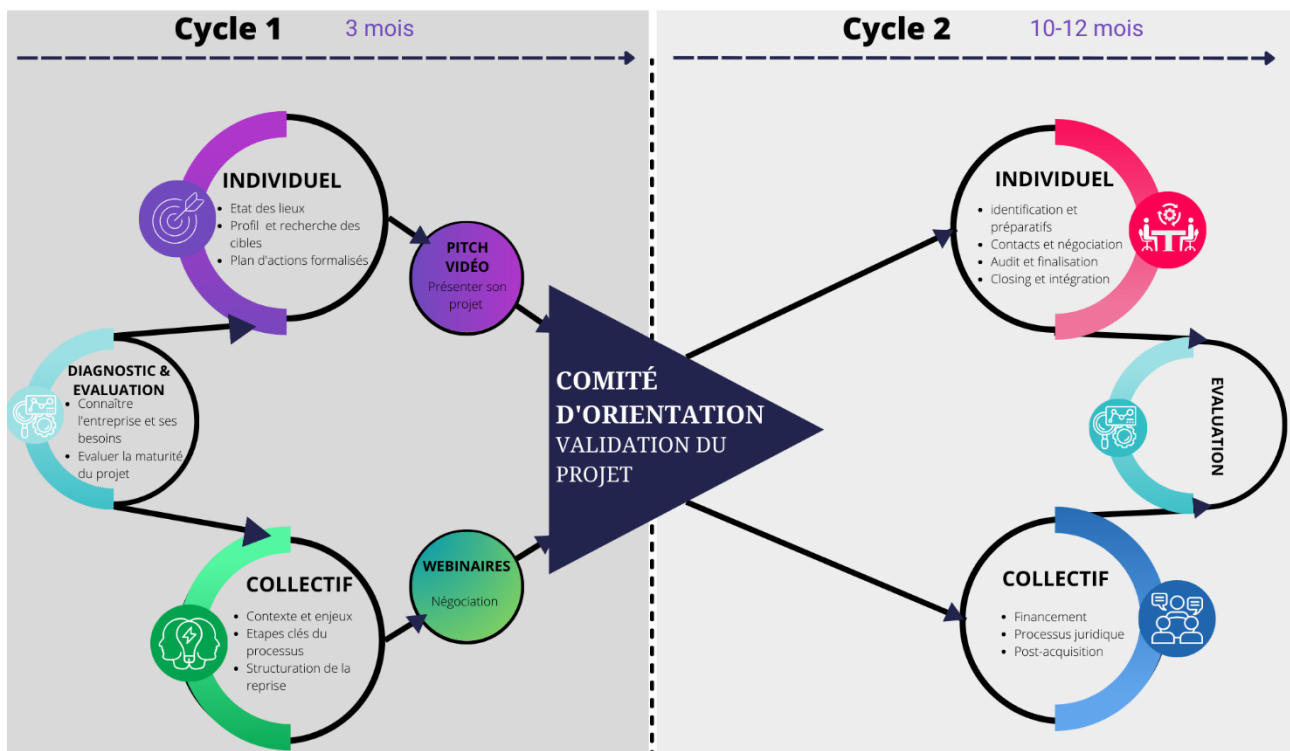 Cycle 1
3 mois
Cycle 2
10-12 mois
INDIVIDUEL
• Etat des lieux
• Profil et recherche des
cibles
• Plan d'actions formalisés
PITCH
VIDÉO
Présenter son
projet
DIAGNOSTIC &
EVALUATION
• Connaître
l'entreprise et ses
besoins
• Evaluer la maturité
du projet
COLLECTIF
• Contexte et enjeux
• Etapes clés du
processus
• Structuration de la
reprise
WEBINAIRES
Négociation
COMITÉ
D'ORIENTATION
VALIDATION DU
PROJET
INDIVIDUEL
• identification et
préparatifs
• Contacts et négociation
• Audit et finalisation
• Closing et intégration
EVALUATION
COLLECTIF
• Financement
• Processus juridique
• Post-acquisition